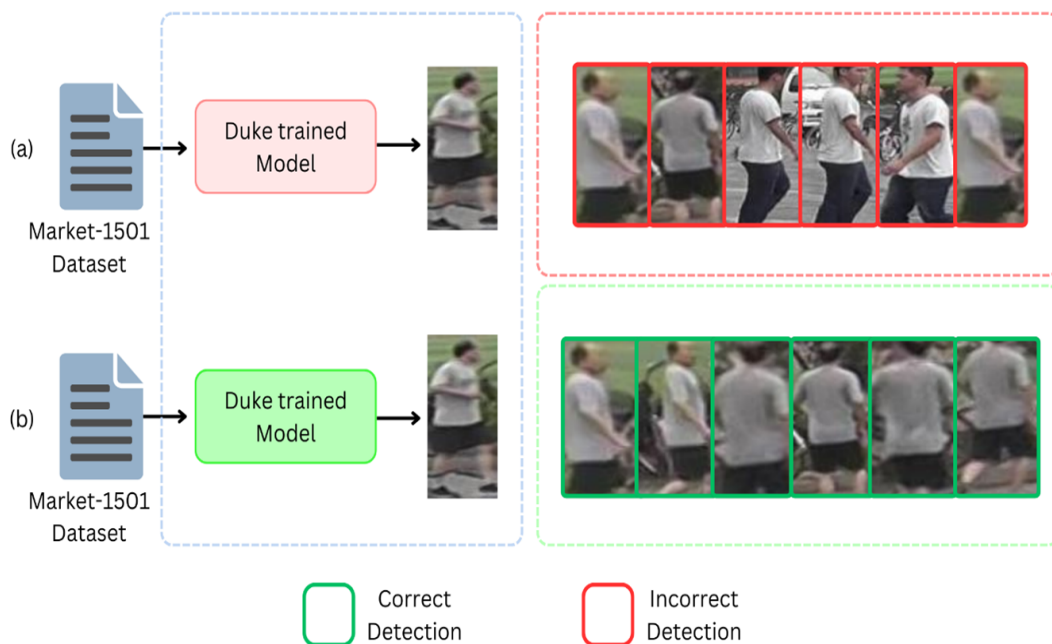 (a)
Market-1501
Dataset
Duke trained
Model
(b)
Market-1501
Dataset
Duke trained
Model
Correct
Detection
Incorrect
Detection